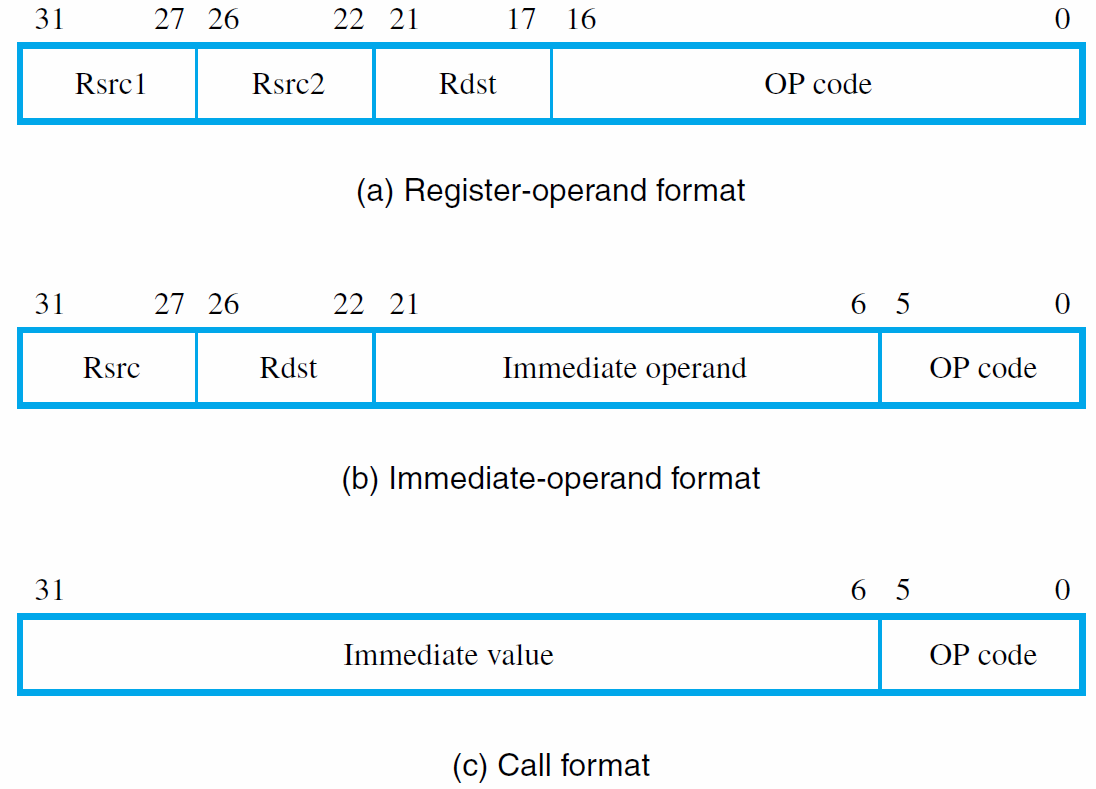 31 27 26 22 21 17 16 0
Rsrc1 Rsrc2 Rdst OP code
(a) Register-operand format
31 27 26 22 21 6 5 0
Rsrc Rdst Immediate operand OP code
(b) Immediate-operand format
31 6 5 0
Immediate value OP code
(c) Call format